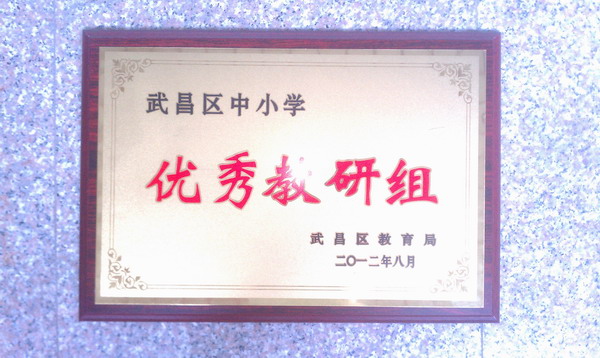 武昌区中小学
优秀教研组
武昌区教育局
二〇一二年八月